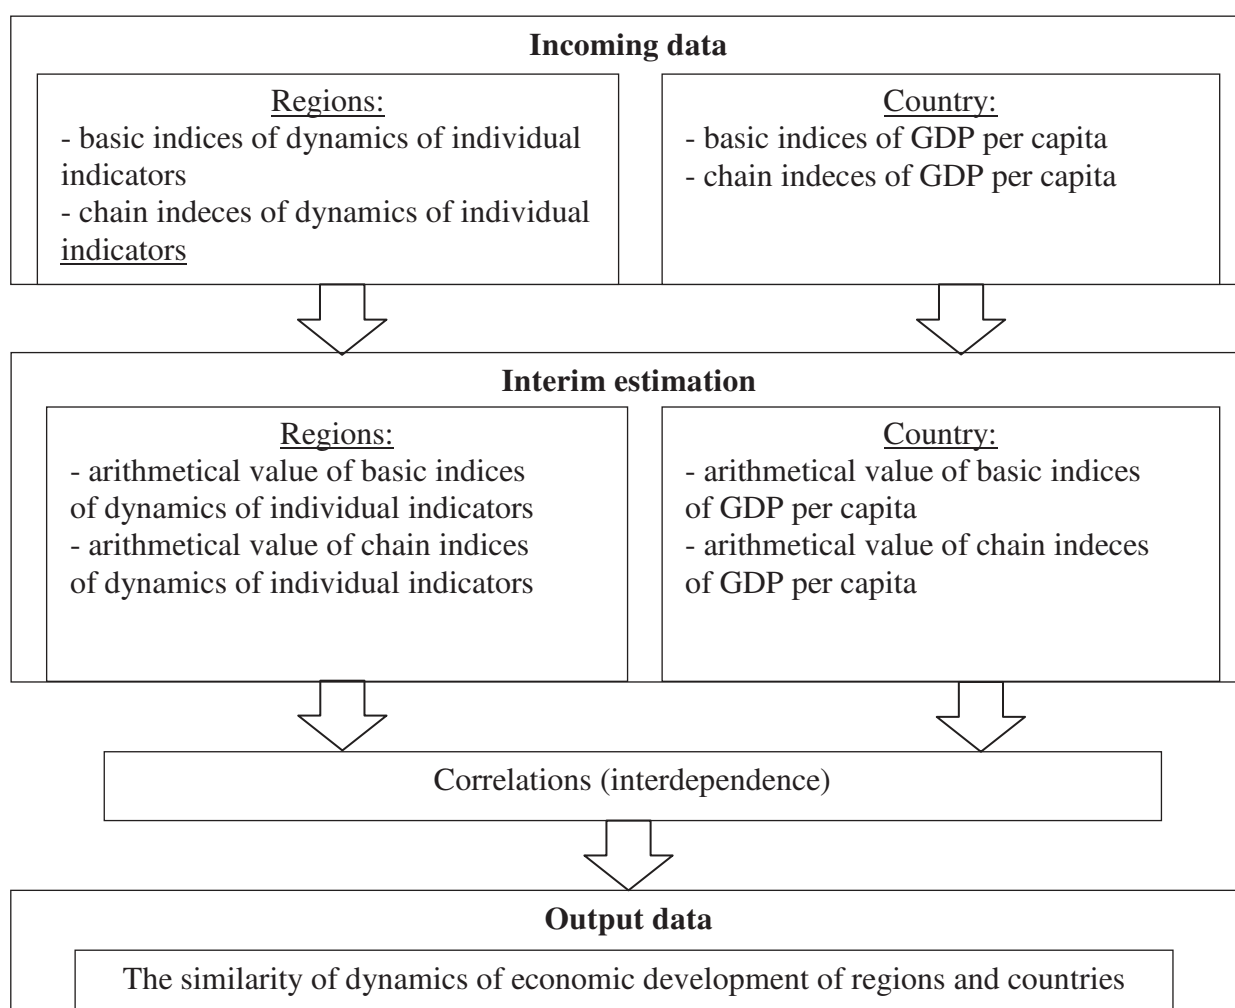 Incoming data
Regions:
- basic indices of dynamics of individual
indicators
- chain indeces of dynamics of individual
indicators
Country:
- basic indices of GDP per capita
- chain indeces of GDP per capita
Interim estimation
Regions:
- arithmetical value of basic indices
of dynamics of individual indicators
- arithmetical value of chain indices
of dynamics of individual indicators
Country:
- arithmetical value of basic indices
of GDP per capita
- arithmetical value of chain indeces
of GDP per capita
Correlations (interdependence)
Output data
The similarity of dynamics of economic development of regions and countries